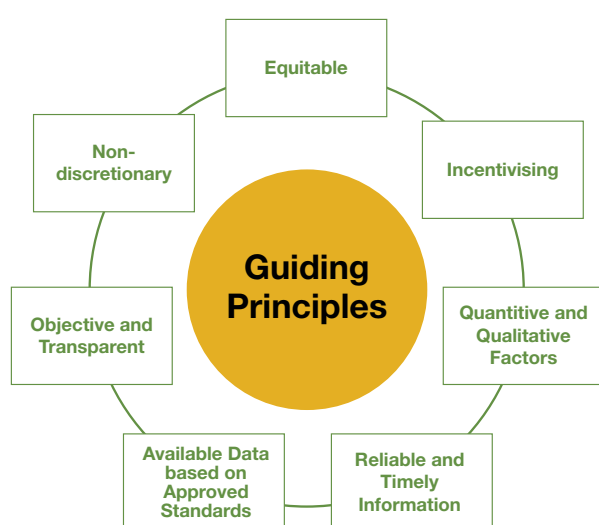 Equitable
Incentivising
Quantitive and
Qualitative
Factors
Reliable and
Timely
Information
Available Data
based on
Approved
Standards
Objective and
Transparent
Non-
discretionary
Guiding
Principles